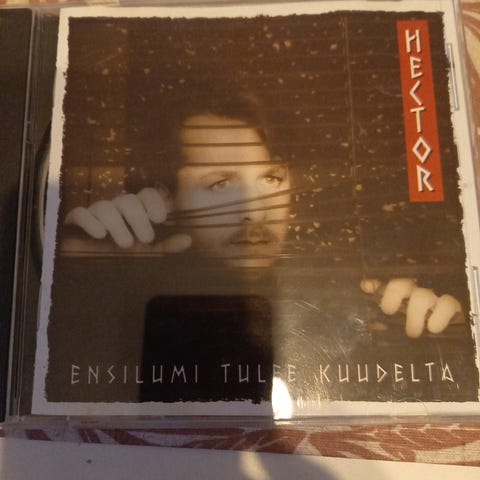 HECTOR
ENSILUMI TULEE KUUDELTA